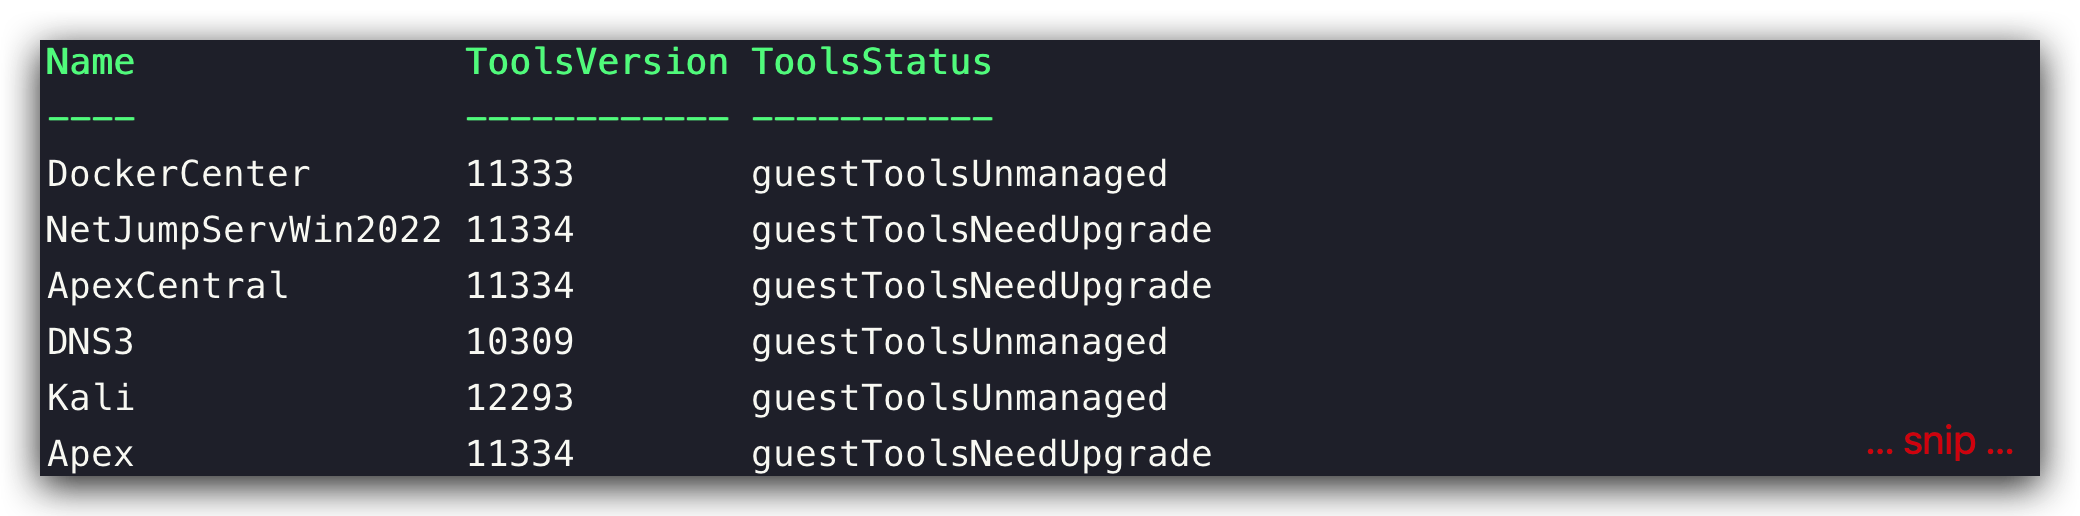 Name ToolsVersion ToolsStatus
---- ------------ -----------
DockerCenter 11333 guestToolsUnmanaged
NetJumpServWin2022 11334 guestToolsNeedUpgrade
ApexCentral 11334 guestToolsNeedUpgrade
DNS3 10309 guestToolsUnmanaged
Kali 12293 guestToolsUnmanaged
Apex 11334 guestToolsNeedUpgrade
... snip ...